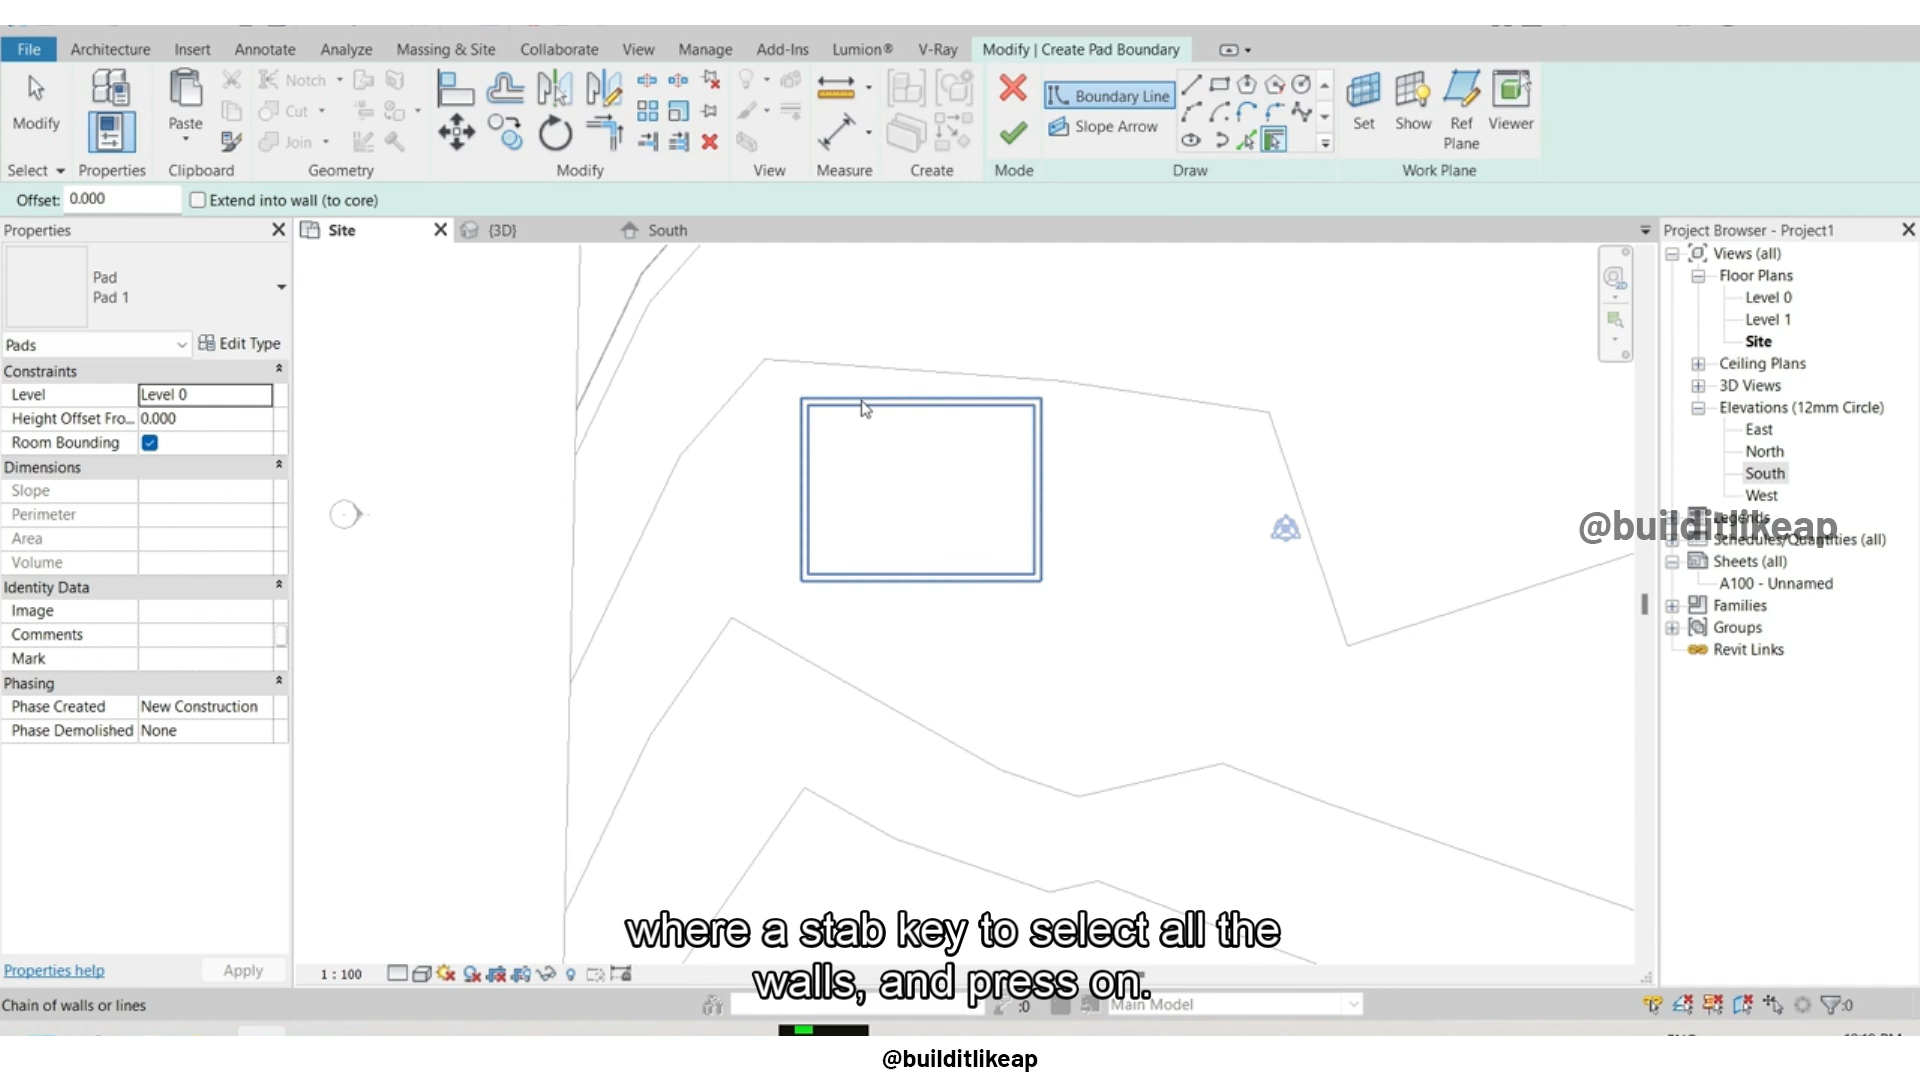 File Architecture Insert Annotate Analyze Massing & Site Collaborate View Manage Add-Ins Lumion® V-Ray Modify | Create Pad Boundary
Modify
Paste
Notch
Cut
Join
Boundary Line
Slope Arrow
Set Show Ref Plane Viewer
Select Properties Clipboard Geometry Modify View Measure Create Mode Draw Work Plane
Offset: 0.000 Extend into wall (to core)
Properties
Site {3D} South
Project Browser - Project1
Pad
Pad 1
Pads Edit Type
Constraints
Level Level 0
Height Offset Fro... 0.000
Room Bounding
Dimensions
Slope
Perimeter
Area
Volume
Identity Data
Image
Comments
Mark
Phasing
Phase Created New Construction
Phase Demolished None
Properties help Apply
Views (all)
Floor Plans
Level 0
Level 1
Site
Ceiling Plans
3D Views
Elevations (12mm Circle)
East
North
South
West
Legends
@builditlikeap
Schedules/Quantities (all)
Sheets (all)
A100 - Unnamed
Families
Groups
Revit Links
where a stab key to select all the
walls, and press on.
1 : 100
Chain of walls or lines
:0 Main Model :0
@builditlikeap